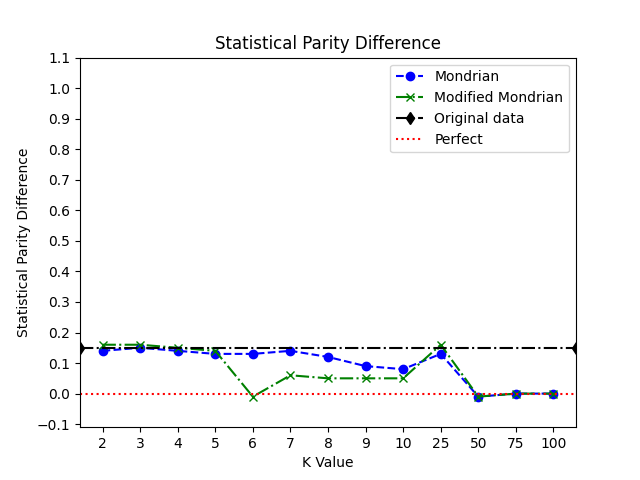 Statistical Parity Difference
Mondrian
Modified Mondrian
Original data
Perfect
Statistical Parity Difference
1.1
1.0
0.9
0.8
0.7
0.6
0.5
0.4
0.3
0.2
0.1
0.0
−0.1
2 3 4 5 6 7 8 9 10 25 50 75 100
K Value